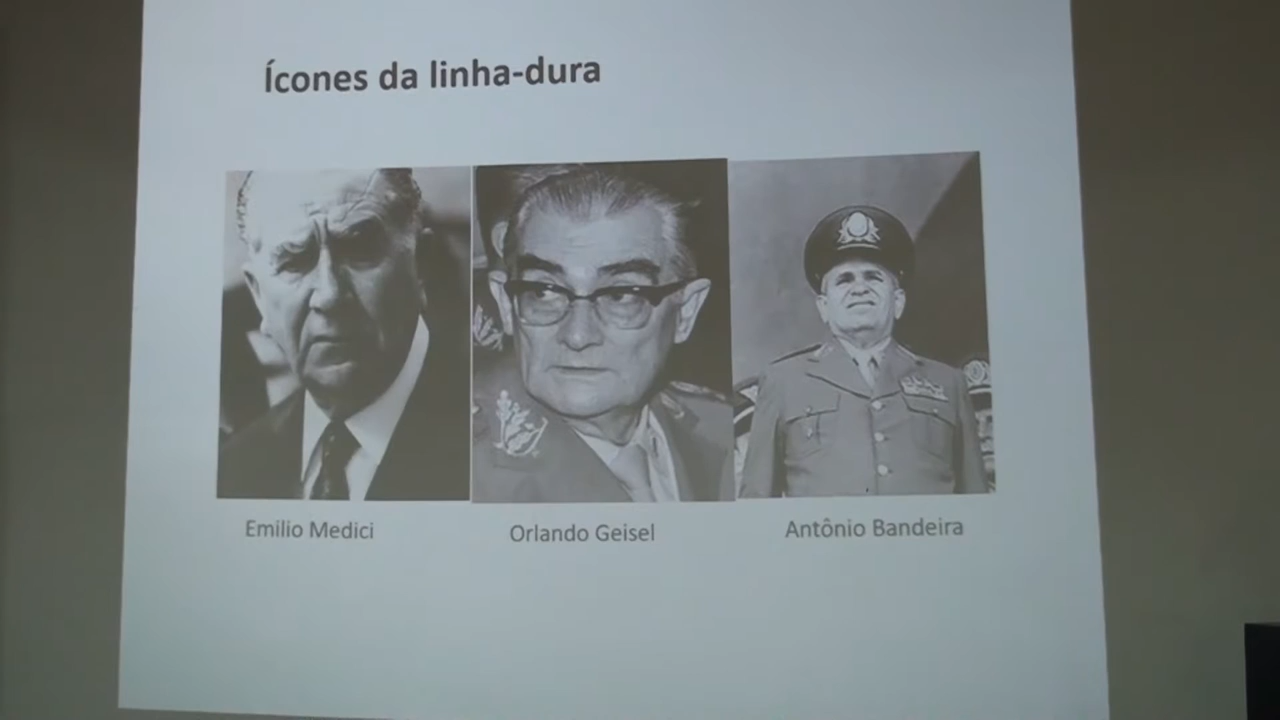 Ícones da linha-dura
Emilio Medici
Orlando Geisel
Antônio Bandeira